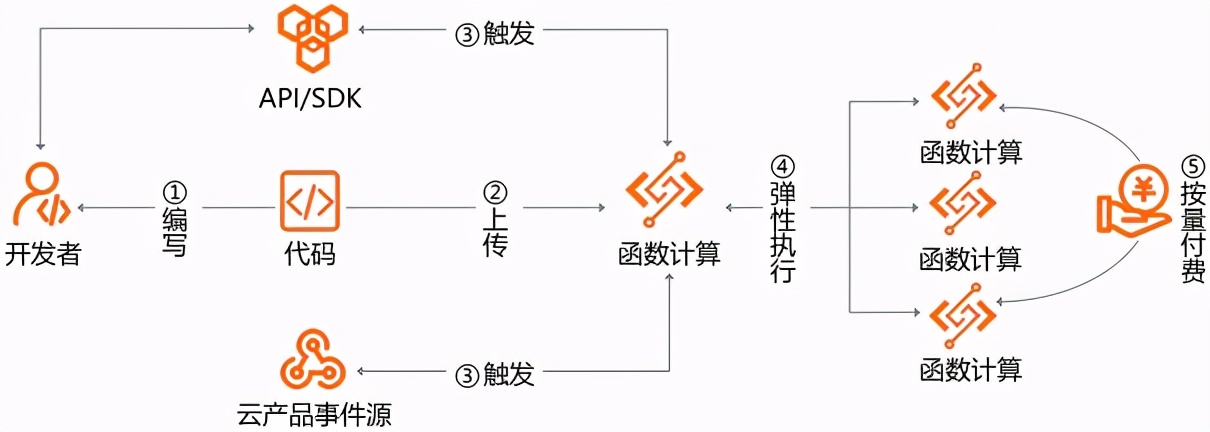 ③触发
API/SDK
①编写
②上传
④弹性执行
⑤按量付费
开发者
代码
函数计算
函数计算
函数计算
函数计算
③触发
云产品事件源